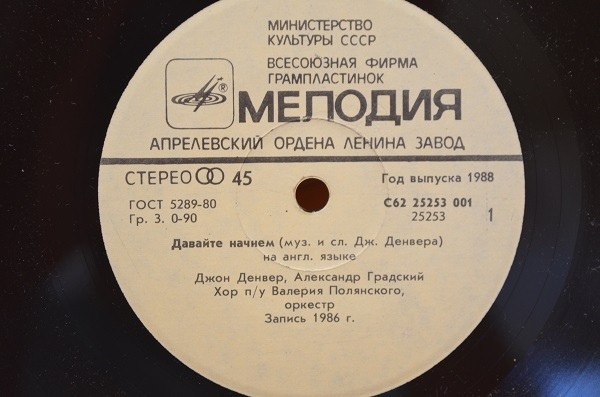 МИНИСТЕРСТВО
КУЛЬТУРЫ СССР
ВСЕСОЮЗНАЯ ФИРМА
ГРАМПЛАСТИНОК
МЕЛОДИЯ
АПРЕЛЕВСКИЙ ОРДЕНА ЛЕНИНА ЗАВОД
СТЕРЕО 45 Год выпуска 1988
ГОСТ 5289-80 С62 25253 001
Гр. 3. 0-90 25253 1
Давайте начнем (муз. и сл. Дж. Денвера)
на англ. языке
Джон Денвер, Александр Градский
Хор п/у Валерия Полянского,
оркестр
Запись 1986 г.